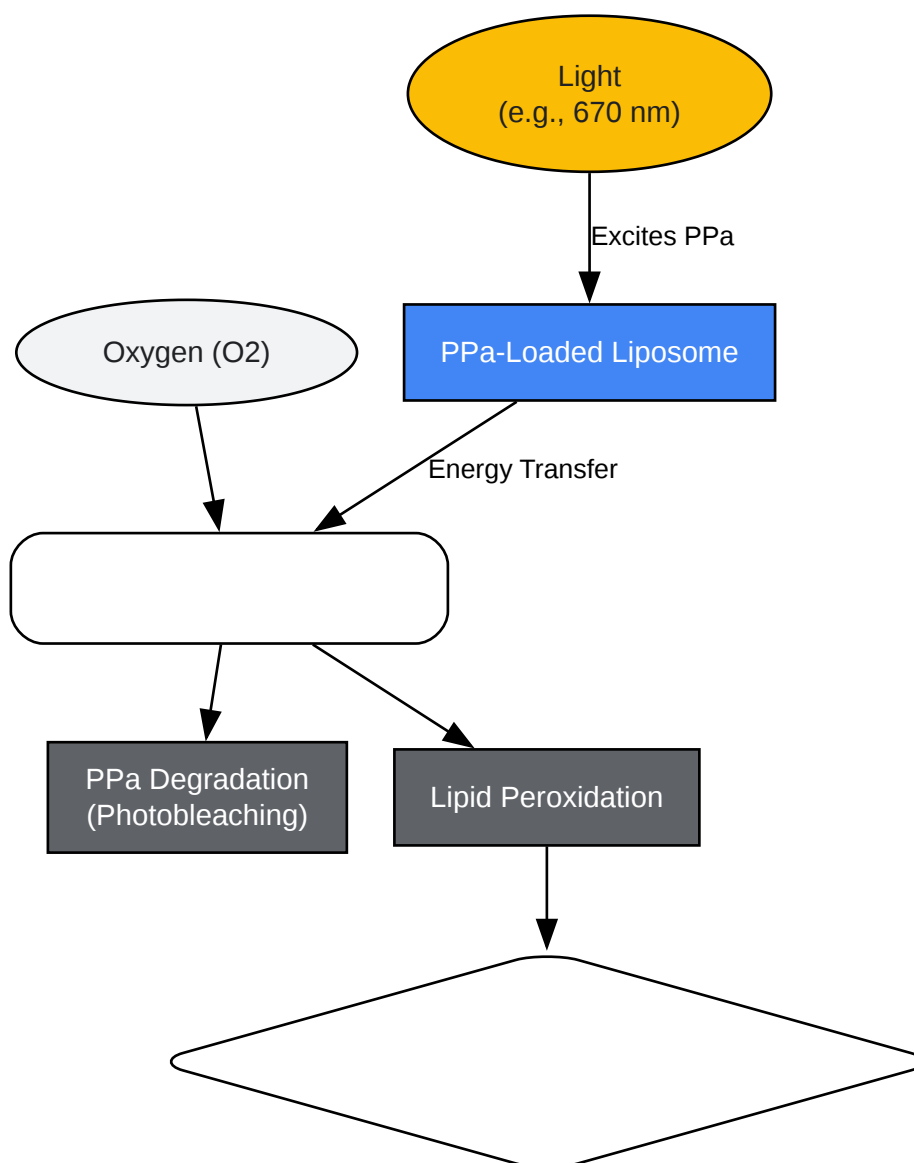 Light
(e.g., 670 nm)
Excites PPa
Oxygen (O2)
PPa-Loaded Liposome
Energy Transfer
PPa Degradation
(Photobleaching)
Lipid Peroxidation